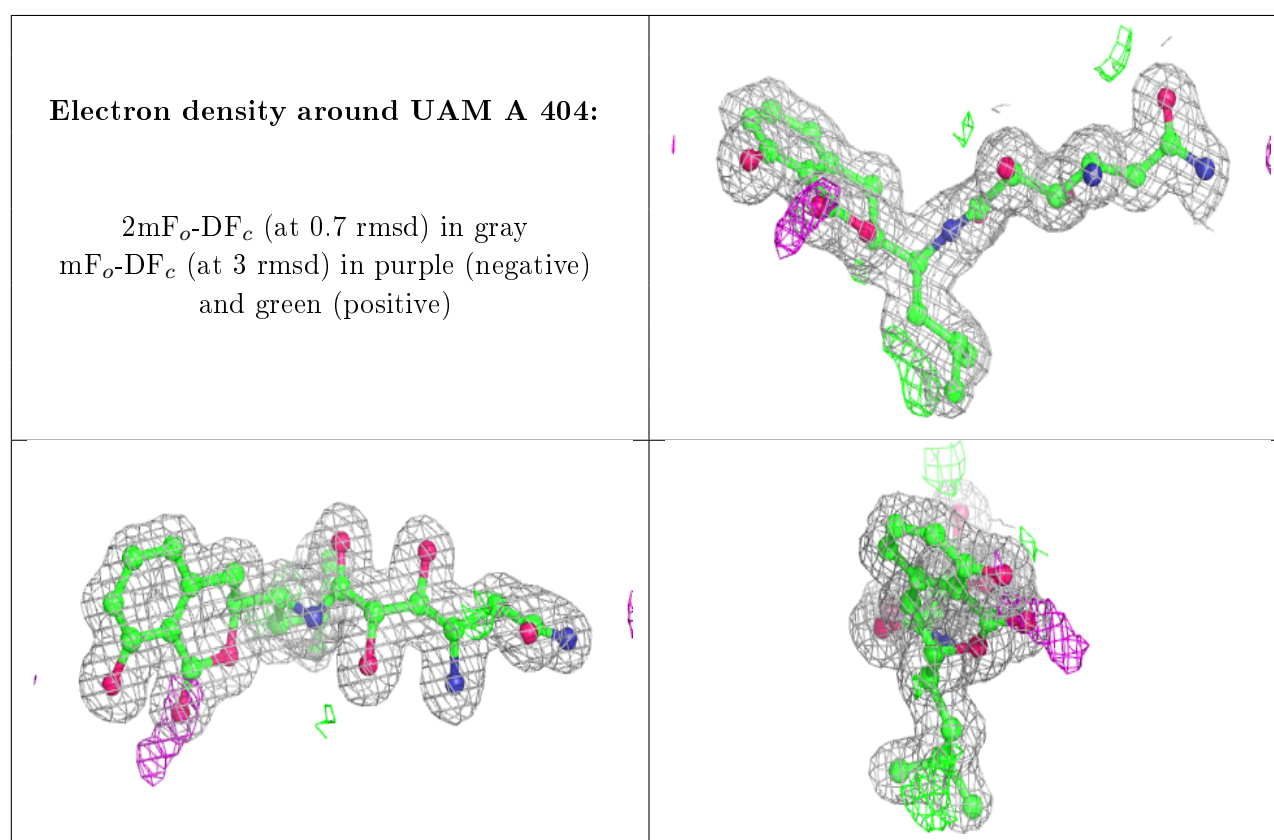 Electron density around UAM A 404:
2mFo-DFc (at 0.7 rmsd) in gray
mFo-DFc (at 3 rmsd) in purple (negative)
and green (positive)